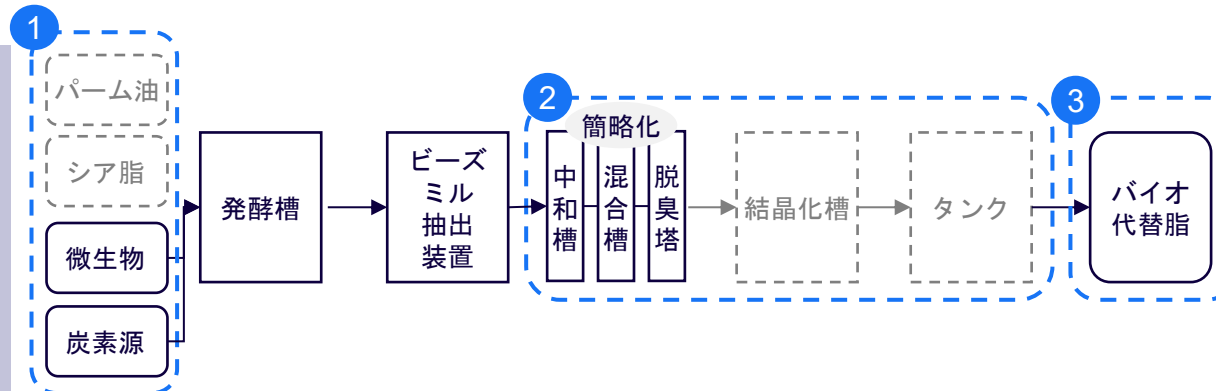 1
パーム油
シア脂
微生物
炭素源
発酵槽
ビーズ
ミル
抽出
装置
2
簡略化
中和槽
混合槽
脱臭塔
結晶化槽
タンク
3
バイオ
代替脂